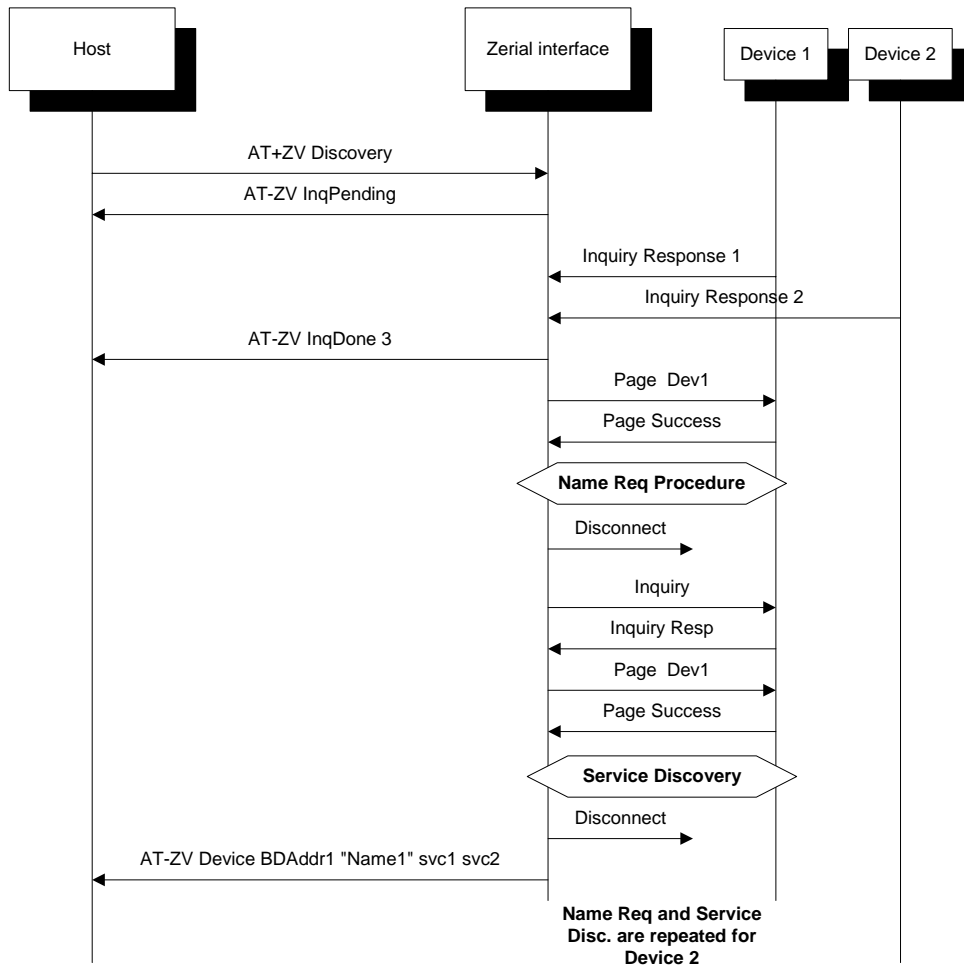 Host
Zerial interface
Device 1
Device 2
AT+ZV Discovery
AT-ZV InqPending
Inquiry Response 1
Inquiry Response 2
AT-ZV InqDone 3
Page Dev1
Page Success
Name Req Procedure
Disconnect
Inquiry
Inquiry Resp
Page Dev1
Page Success
Service Discovery
Disconnect
AT-ZV Device BDAddr1 "Name1" svc1 svc2
Name Req and Service
Disc. are repeated for
Device 2